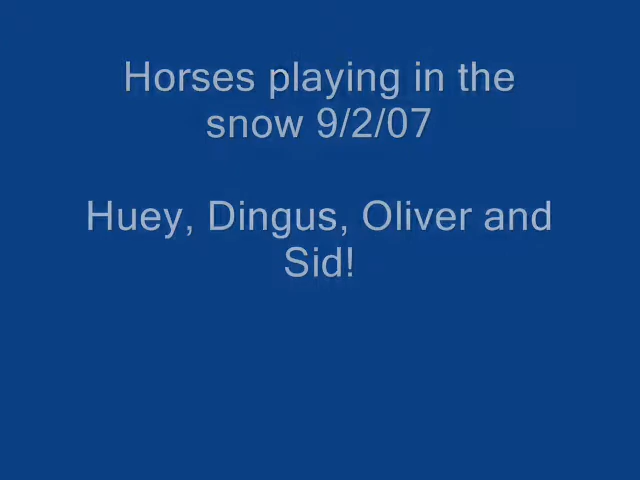 Horses playing in the
snow 9/2/07
Huey, Dingus, Oliver and
Sid!